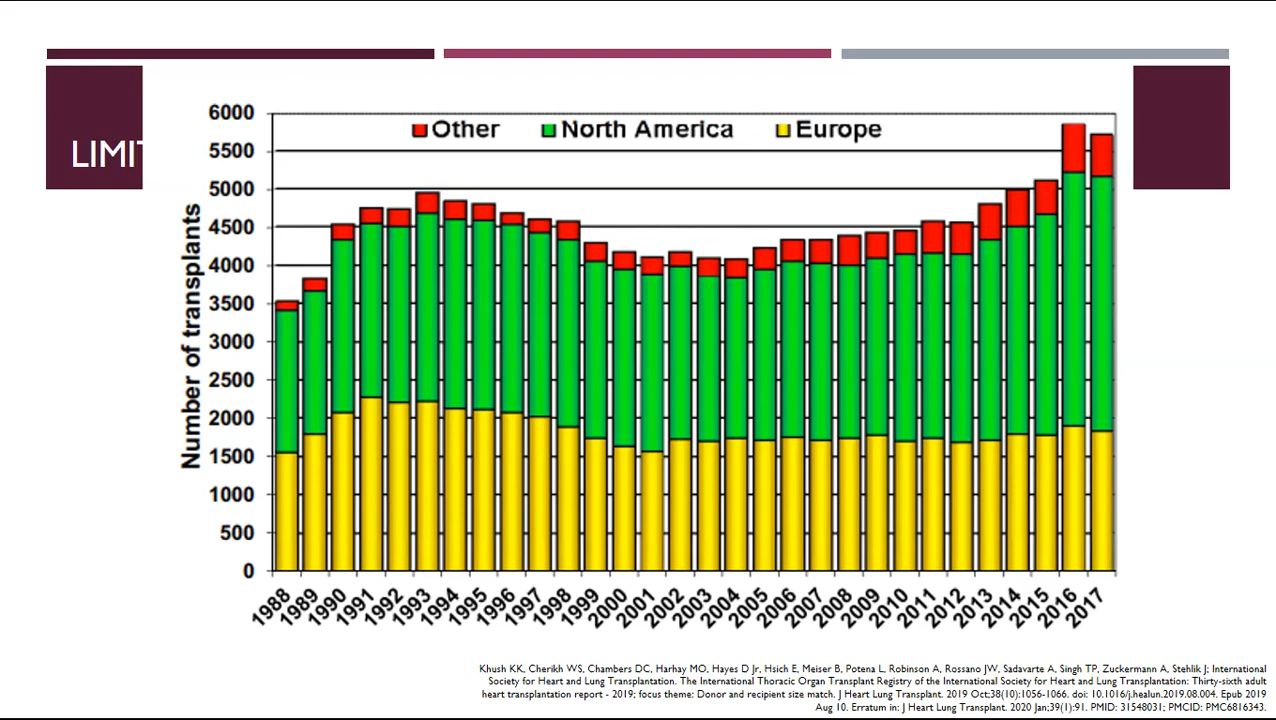 LIMIT
6000
Other North America Europe
5500
5000
4500
4000
3500
3000
2500
2000
1500
1000
500
0
Number of transplants
1988 1989 1990 1991 1992 1993 1994 1995 1996 1997 1998 1999 2000 2001 2002 2003 2004 2005 2006 2007 2008 2009 2010 2011 2012 2013 2014 2015 2016 2017
Khush KK, Cherikh WS, Chambers DC, Harhay MO, Hayes D Jr, Hsich E, Meiser B, Potena L, Robinson A, Rossano JW, Sadavarte A, Singh TP, Zuckermann A, Stehlik J; International
Society for Heart and Lung Transplantation. The International Thoracic Organ Transplant Registry of the International Society for Heart and Lung Transplantation: Thirty-sixth adult
heart transplantation report - 2019; focus theme: Donor and recipient size match. J Heart Lung Transplant. 2019 Oct;38(10):1056-1066. doi: 10.1016/j.healun.2019.08.004. Epub 2019
Aug 10. Erratum in: J Heart Lung Transplant. 2020 Jan;39(1):91. PMID: 31548031; PMCID: PMC6816343.